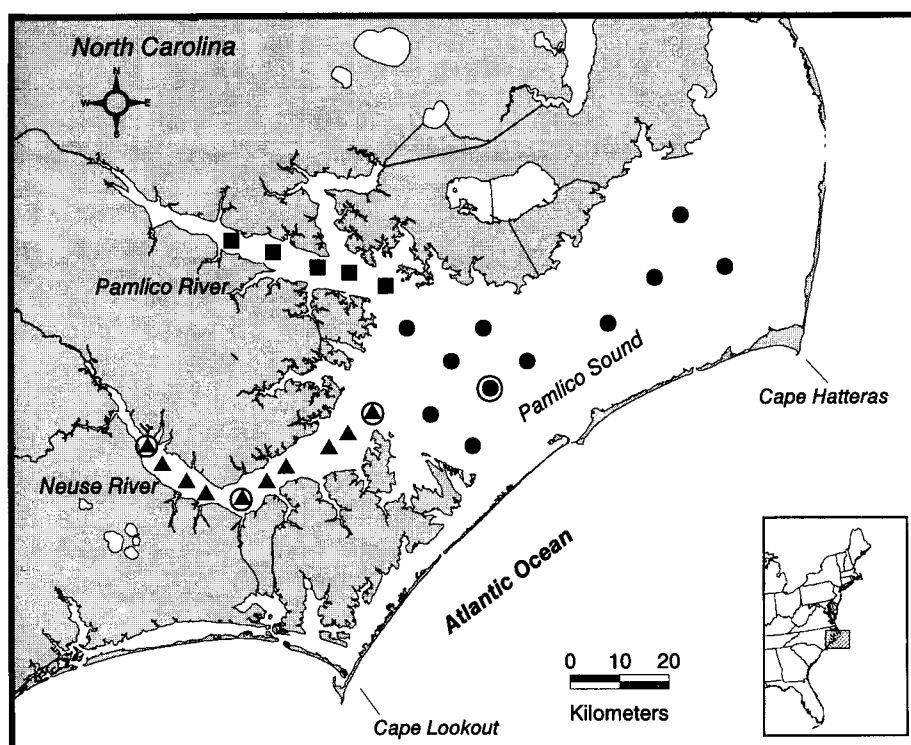 North Carolina
N
W E
S
Pamlico River
Pamlico Sound
Cape Hatteras
Neuse River
Atlantic Ocean
0 10 20
Kilometers
Cape Lookout